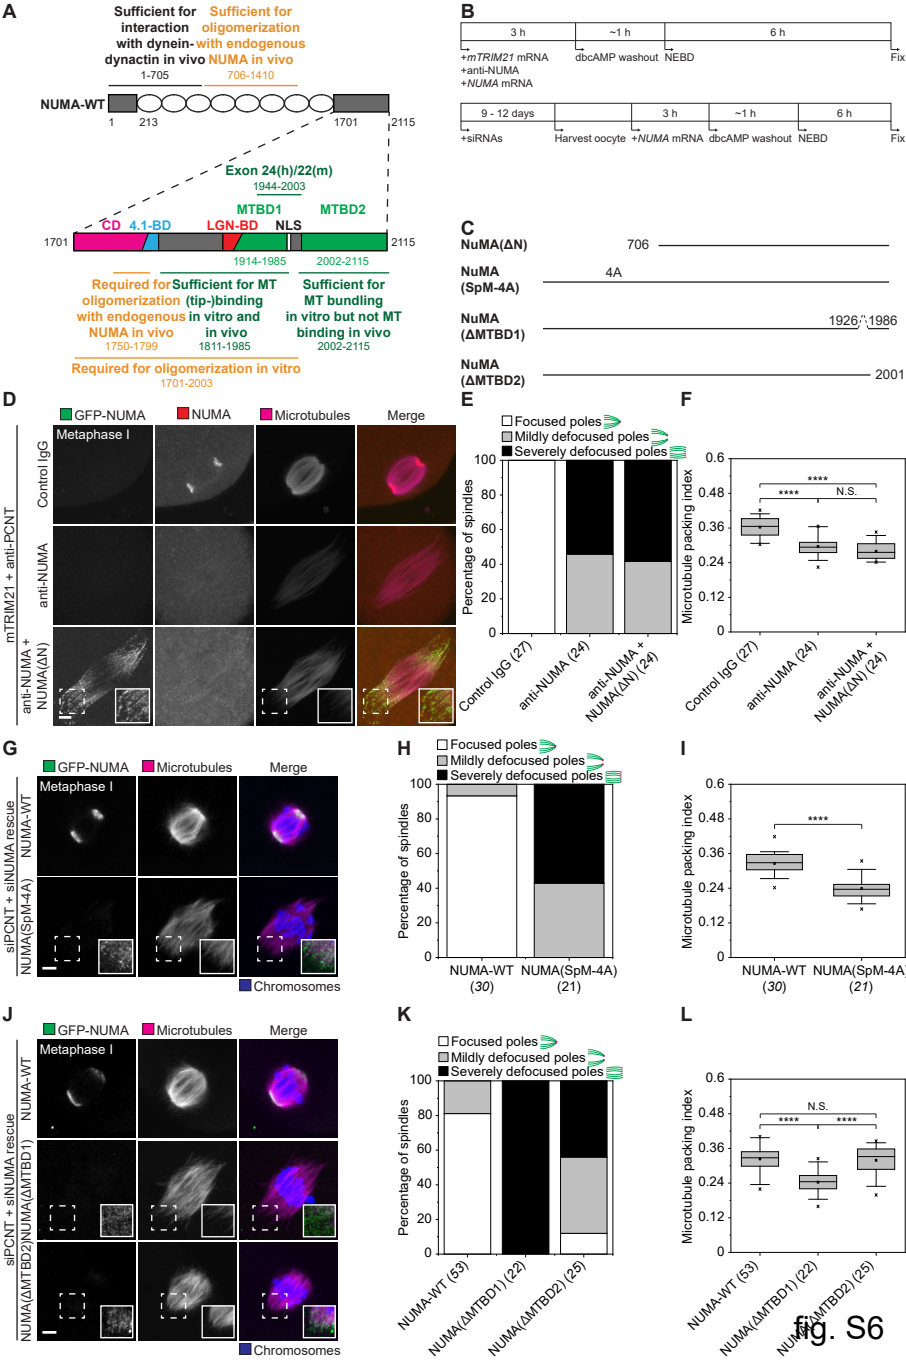 A
Sufficient for interaction with dynein-dynactin in vivo
1-705
Sufficient for oligomerization with endogenous NUMA in vivo
706-1410
NUMA-WT
1
213
1701
2115
Exon 24(h)/22(m)
1944-2003
MTBD1
MTBD2
CD
4.1-BD
LGN-BD
NLS
1701
2115
1914-1985
2002-2115
Required for oligomerization with endogenous NUMA in vivo
1750-1799
Sufficient for MT (tip-)binding in vitro and in vivo
1811-1985
Sufficient for MT bundling in vitro but not MT binding in vivo
2002-2115
Required for oligomerization in vitro
1701-2003
B
3 h
~1 h
6 h
+mTRIM21 mRNA
+anti-NUMA
+NUMA mRNA
dbcAMP washout
NEBD
Fix
9 - 12 days
3 h
~1 h
6 h
+siRNAs
Harvest oocyte
+NUMA mRNA
dbcAMP washout
NEBD
Fix
C
NuMA (ΔN)
706
NuMA (SpM-4A)
4A
NuMA (ΔMTBD1)
1926
1986
NuMA (ΔMTBD2)
2001
D
GFP-NUMA
NUMA
Microtubules
Merge
Metaphase I
mTRIM21 + anti-PCNT
Control IgG
anti-NUMA
anti-NUMA + NUMA(ΔN)
E
Focused poles
Mildly defocused poles
Severely defocused poles
Percentage of spindles
100
80
60
40
20
0
Control IgG (27)
anti-NUMA (24)
anti-NUMA + NUMA(ΔN) (24)
F
Microtubule packing index
0.6
0.48
0.36
0.24
0.12
0
****
****
N.S.
Control IgG (27)
anti-NUMA (24)
anti-NUMA + NUMA(ΔN) (24)
G
GFP-NUMA
Microtubules
Merge
Metaphase I
siPCNT + siNUMA rescue
NUMA-WT
NUMA(SpM-4A)
Chromosomes
H
Focused poles
Mildly defocused poles
Severely defocused poles
Percentage of spindles
100
80
60
40
20
0
NUMA-WT (30)
NUMA(SpM-4A) (21)
I
Microtubule packing index
0.6
0.36
0.24
0.12
0
****
NUMA-WT (30)
NUMA(SpM-4A) (21)
J
GFP-NUMA
Microtubules
Merge
Metaphase I
siPCNT + siNUMA rescue
NUMA-WT
NUMA(ΔMTBD1)
NUMA(ΔMTBD2)
Chromosomes
K
Focused poles
Mildly defocused poles
Severely defocused poles
Percentage of spindles
100
80
60
40
20
0
NUMA-WT (53)
NUMA(ΔMTBD1) (22)
NUMA(ΔMTBD2) (25)
L
Microtubule packing index
0.6
0.48
0.36
0.24
0.12
0
N.S.
****
****
NUMA-WT (53)
NUMA(ΔMTBD1) (22)
NUMA(ΔMTBD2) (25)
fig. S6